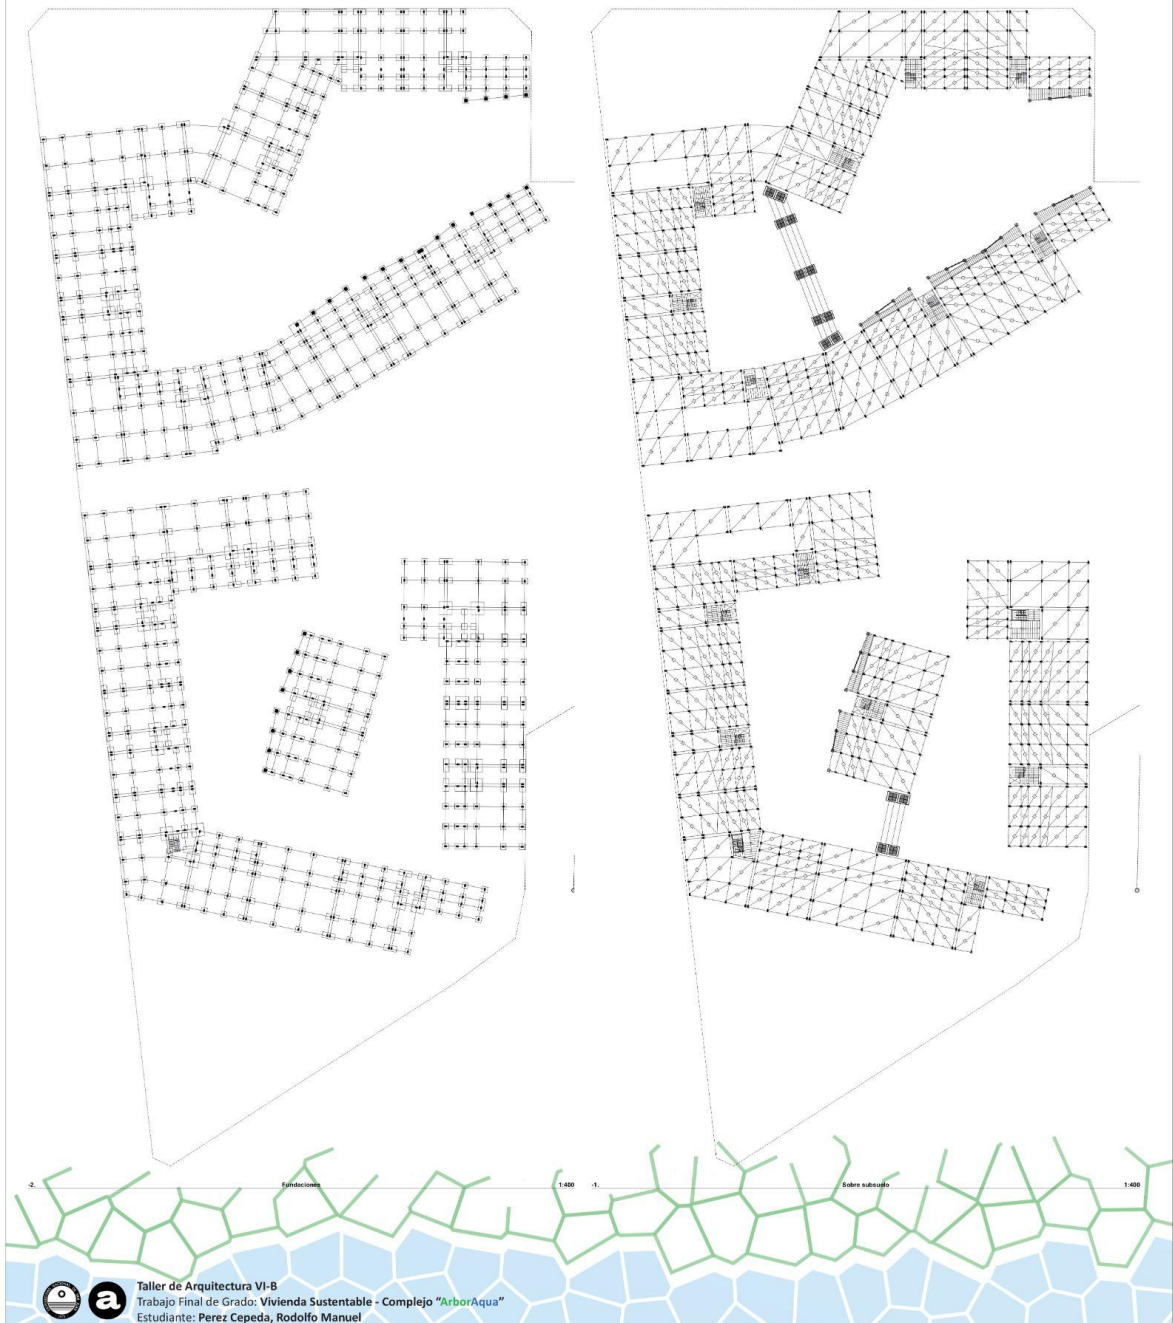 -2. Fundaciones 1:400
-1. Sobre subsuelo 1:400
a
Taller de Arquitectura VI-B
Trabajo Final de Grado: Vivienda Sustentable - Complejo “ArborAqua”
Estudiante: Perez Cepeda, Rodolfo Manuel